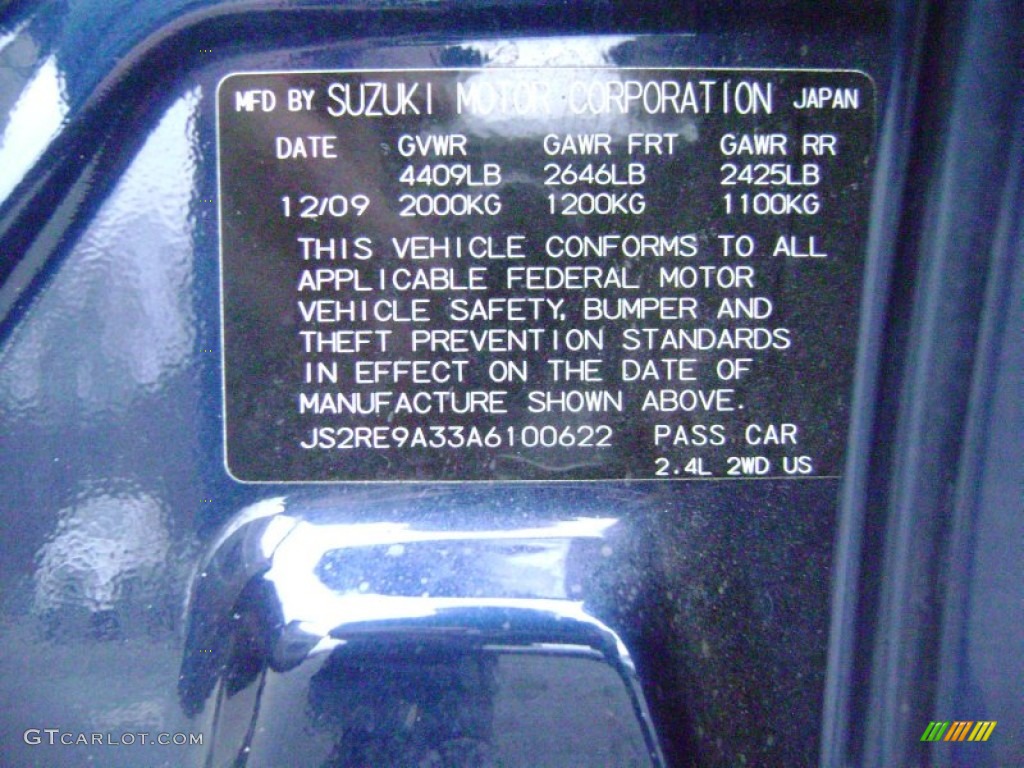 MFD BY SUZUKI MOTOR CORPORATION JAPAN
DATE GVWR GAWR FRT GAWR RR
4409LB 2646LB 2425LB
12/09 2000KG 1200KG 1100KG
THIS VEHICLE CONFORMS TO ALL
APPLICABLE FEDERAL MOTOR
VEHICLE SAFETY, BUMPER AND
THEFT PREVENTION STANDARDS
IN EFFECT ON THE DATE OF
MANUFACTURE SHOWN ABOVE.
JS2RE9A33A6100622 PASS CAR
2.4L 2WD US
GTCARLOT.COM